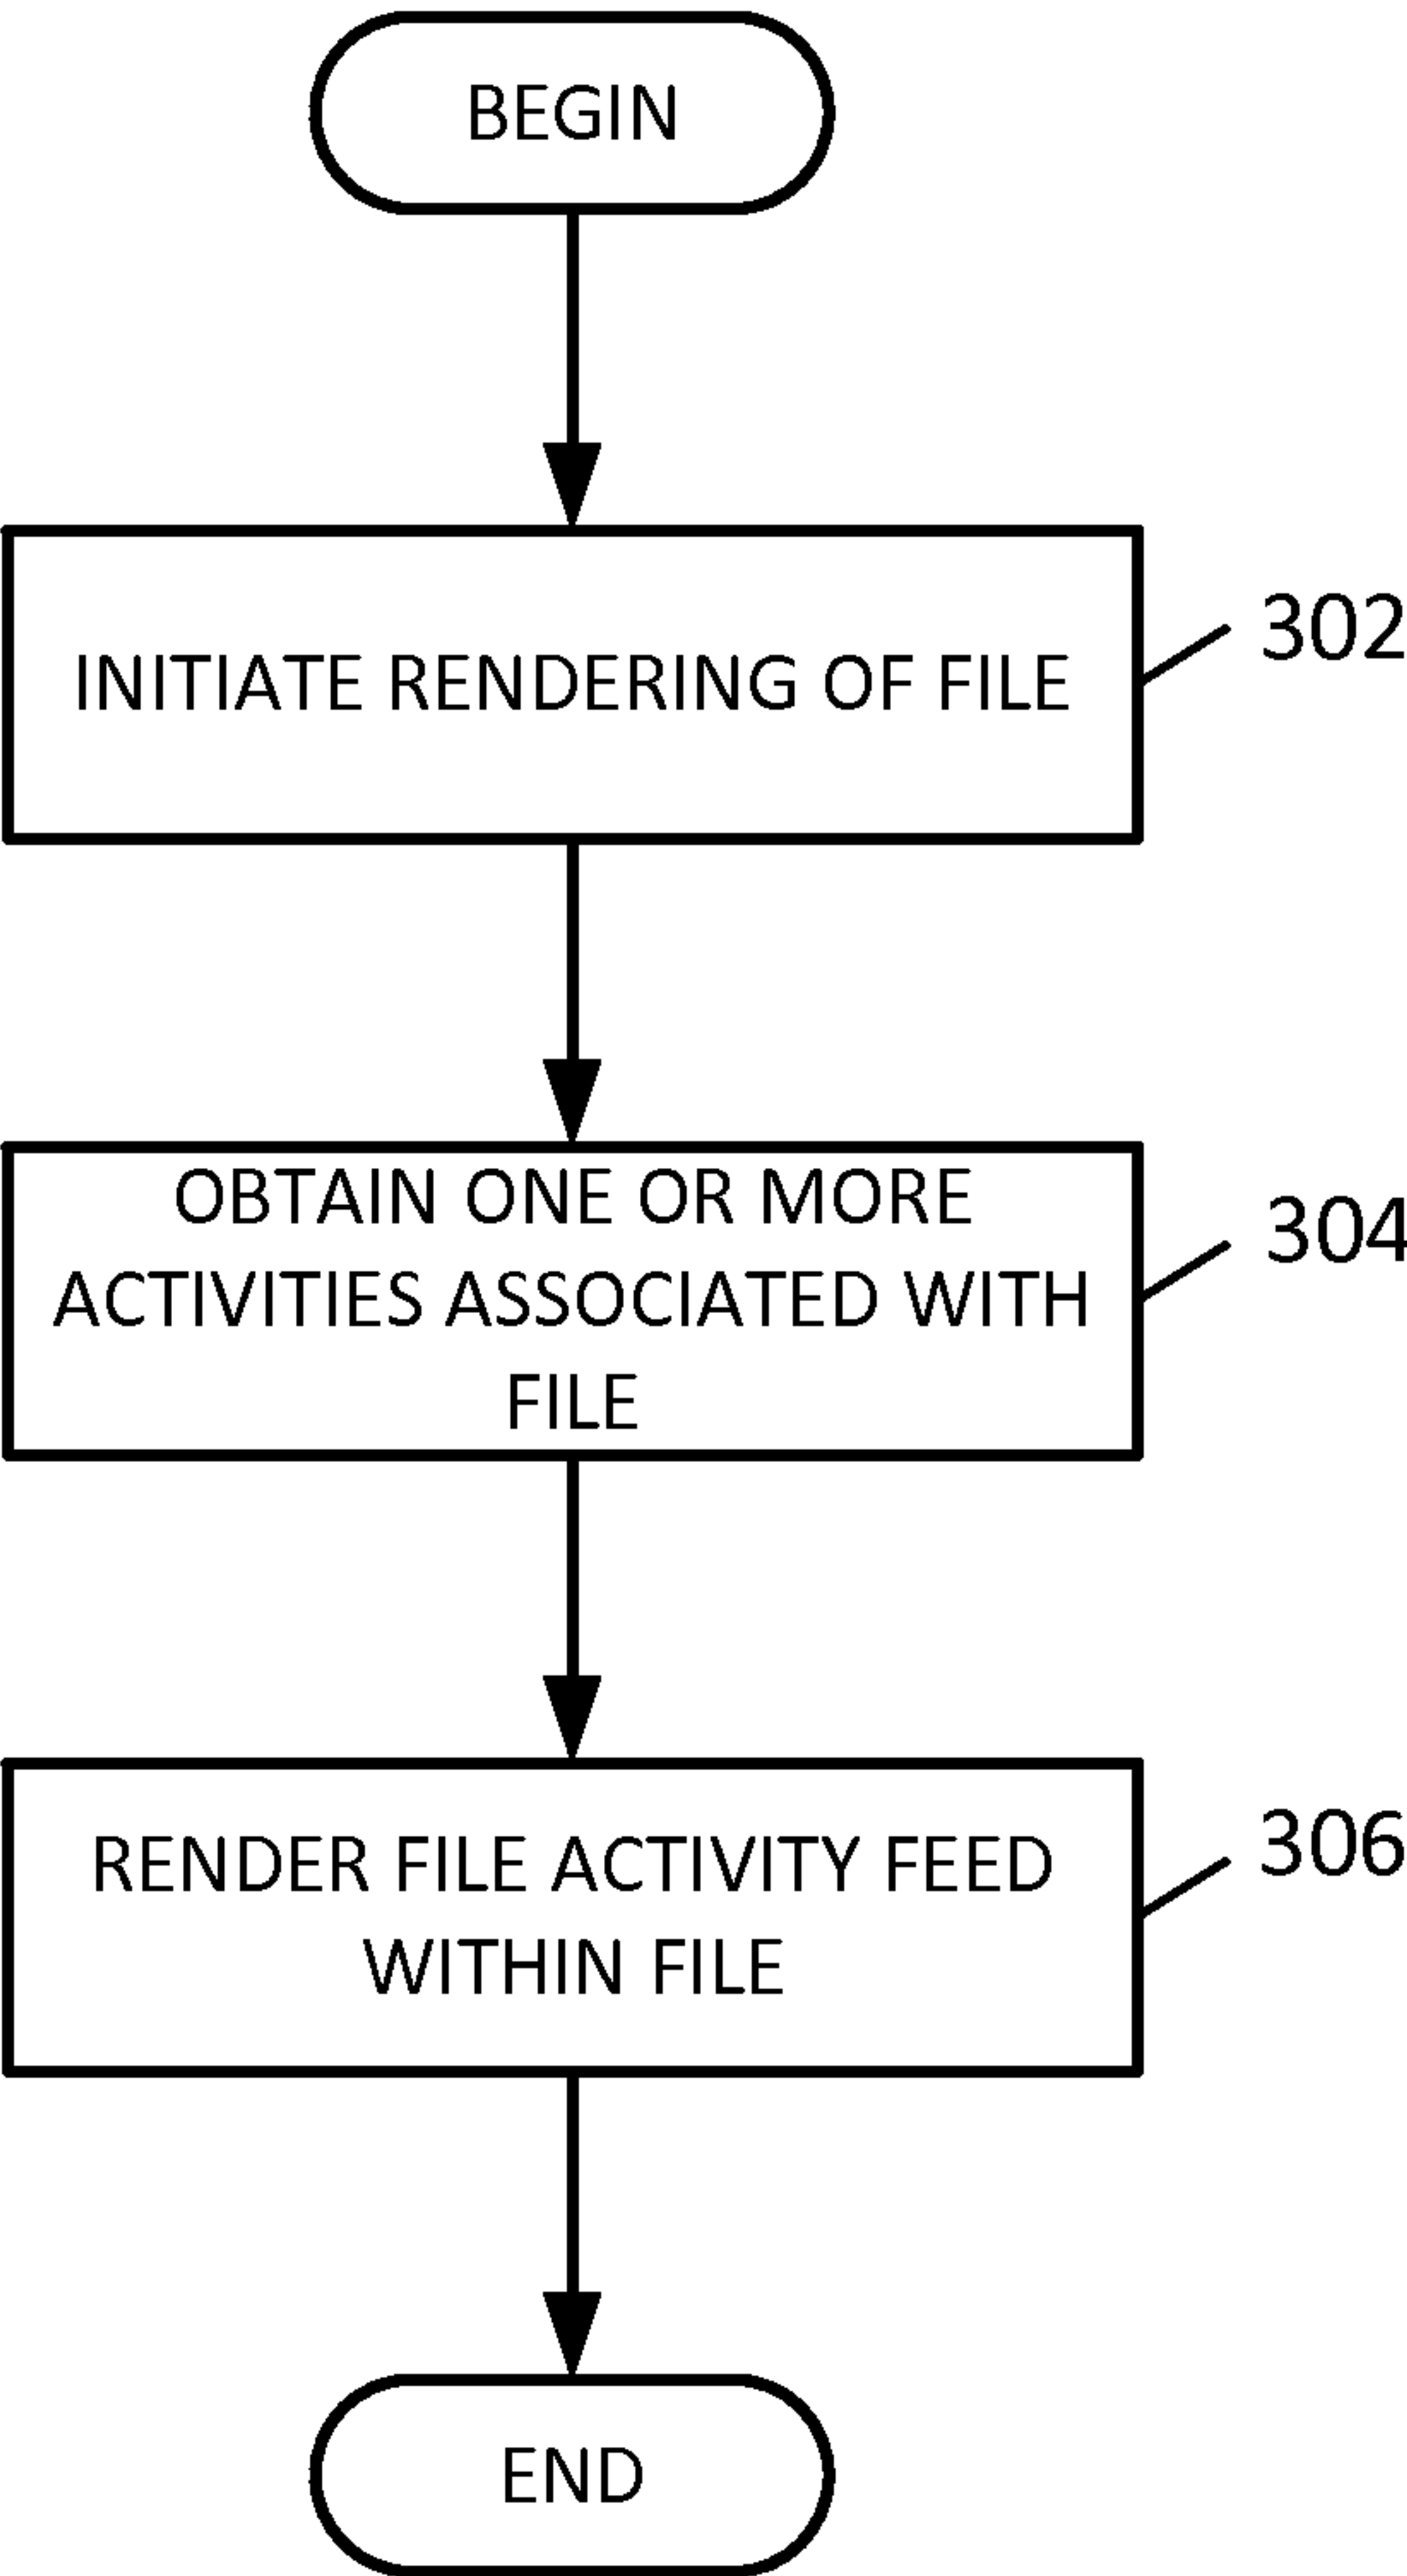 BEGIN
INITIATE RENDERING OF FILE
302
OBTAIN ONE OR MORE
ACTIVITIES ASSOCIATED WITH
FILE
304
RENDER FILE ACTIVITY FEED
WITHIN FILE
306
END